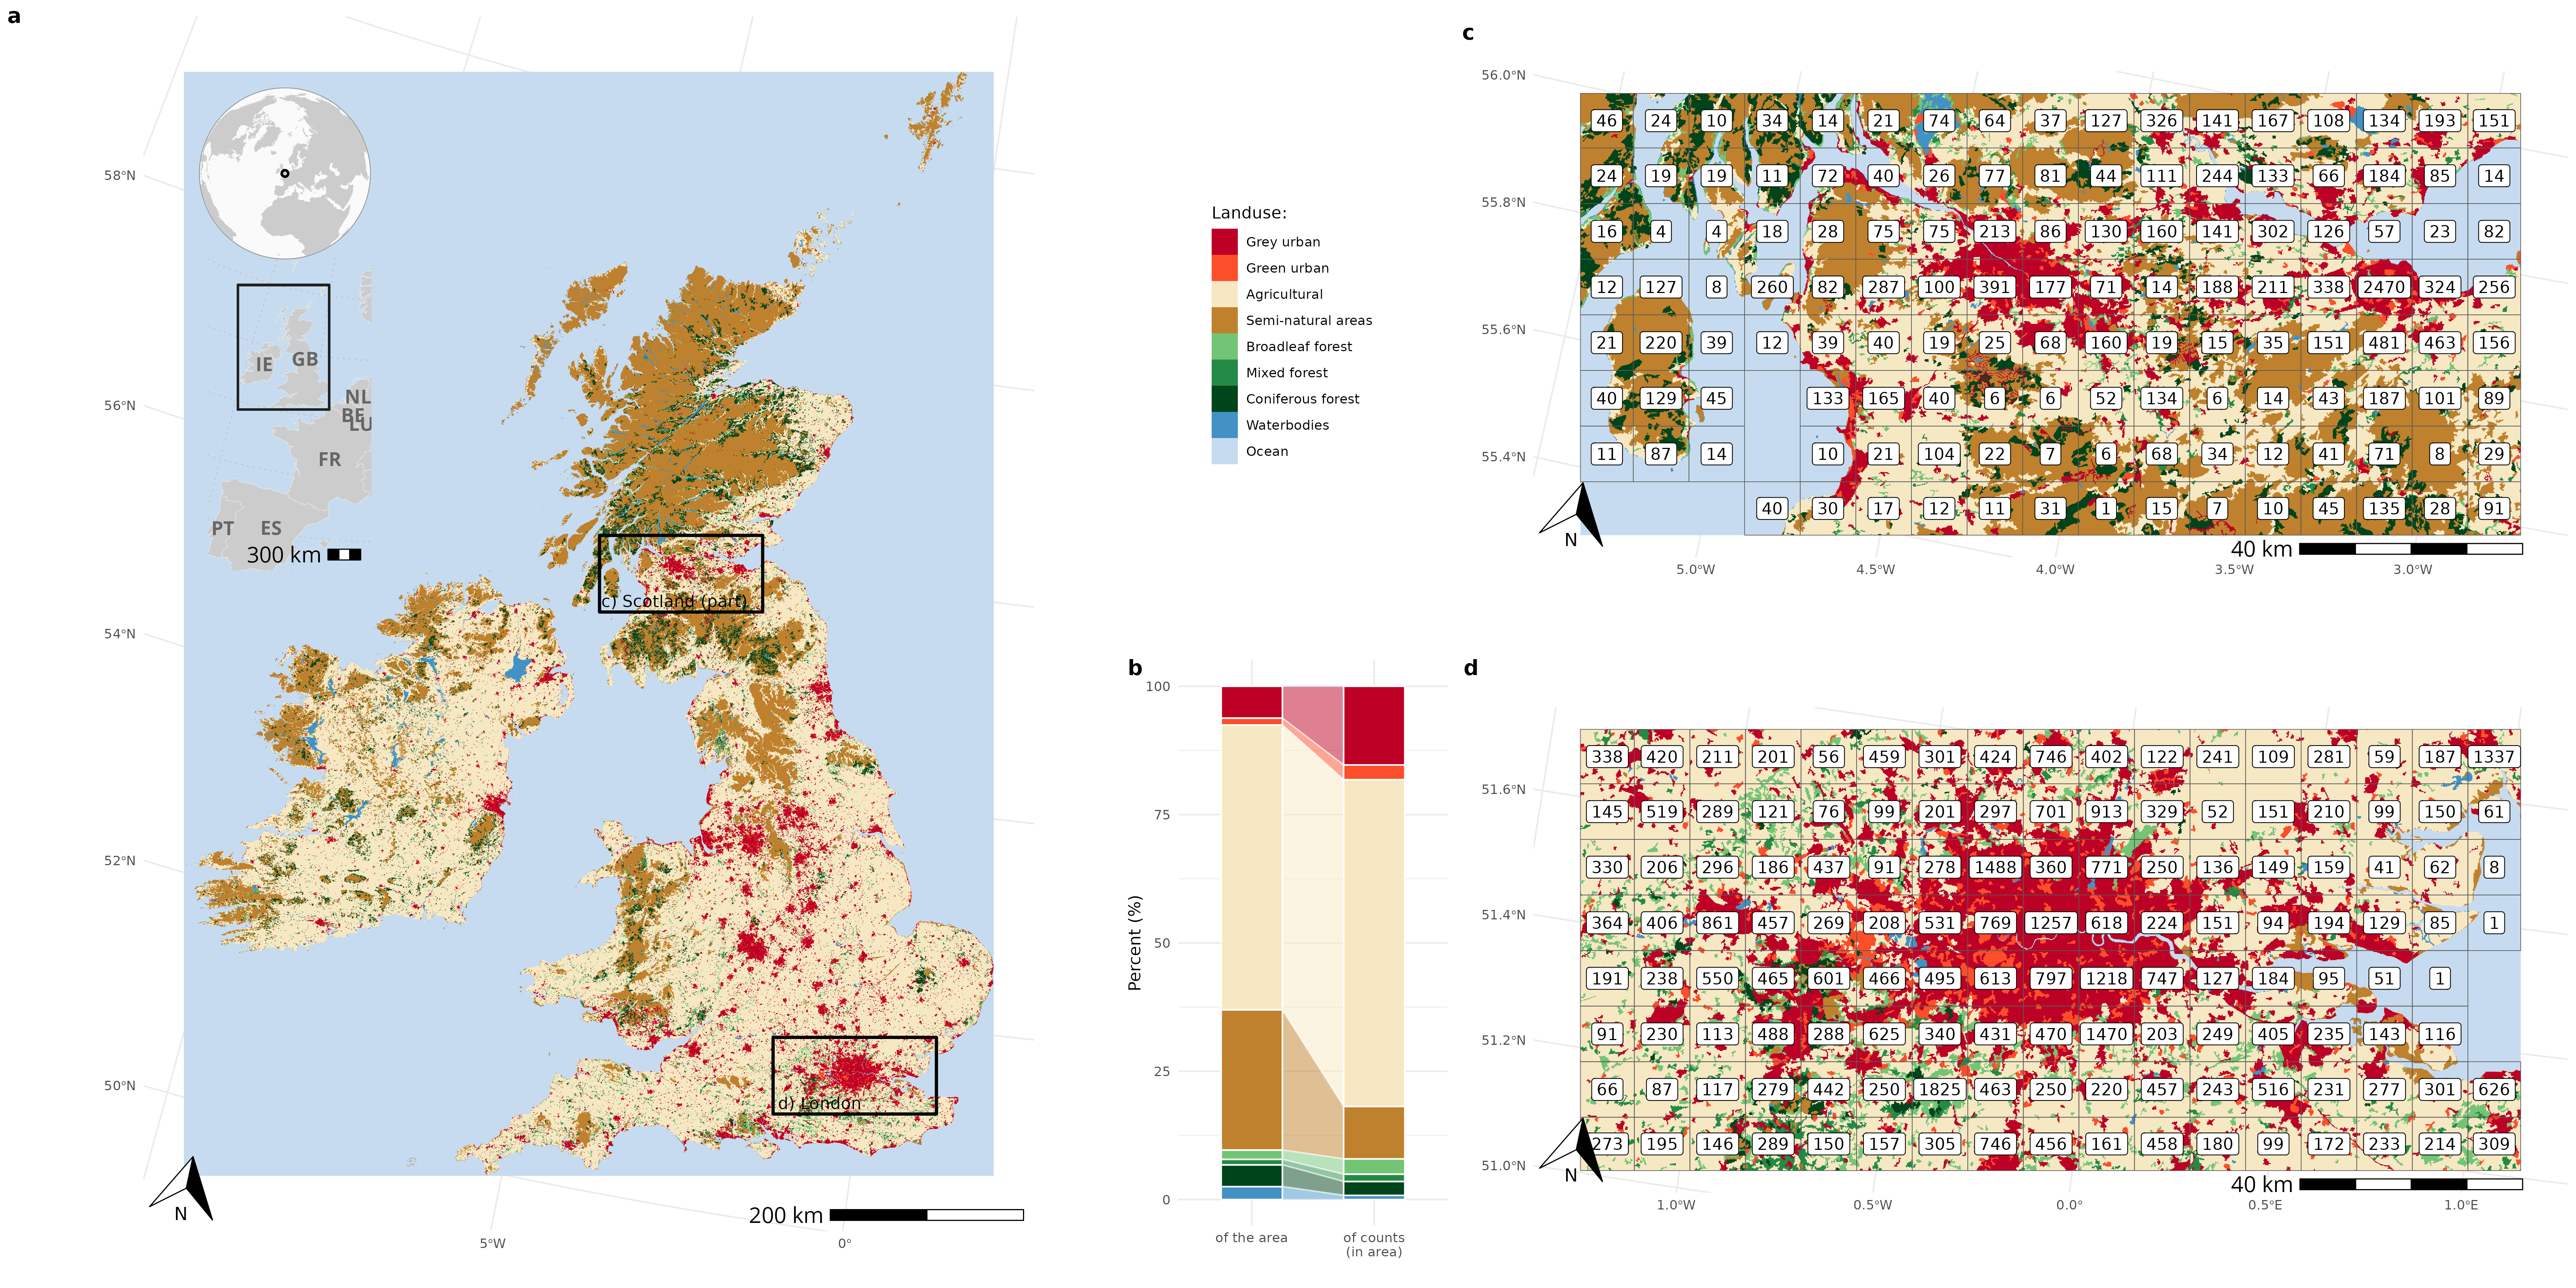 a
58°N
56°N
54°N
52°N
50°N
5°W
0°
IE
GB
NL
BE
LU
FR
PT
ES
300 km
c) Scotland (part)
d) London
N
200 km
Landuse:
Grey urban
Green urban
Agricultural
Semi-natural areas
Broadleaf forest
Mixed forest
Coniferous forest
Waterbodies
Ocean
b
100
75
50
25
0
Percent (%)
of the area
of counts
(in area)
c
56.0°N
55.8°N
55.6°N
55.4°N
46 24 10 34 14 21 74 64 37 127 326 141 167 108 134 193 151
24 19 19 11 72 40 26 77 81 44 111 244 133 66 184 85 14
16 4 4 18 28 75 75 213 86 130 160 141 302 126 57 23 82
12 127 8 260 82 287 100 391 177 71 14 188 211 338 2470 324 256
21 220 39 12 39 40 19 25 68 160 19 15 35 151 481 463 156
40 129 45 133 165 40 6 6 52 134 6 14 43 187 101 89
11 87 14 10 21 104 22 7 6 68 34 12 41 71 8 29
40 30 17 12 11 31 1 15 7 10 45 135 28 91
N
40 km
5.0°W 4.5°W 4.0°W 3.5°W 3.0°W
d
51.6°N
51.4°N
51.2°N
51.0°N
338 420 211 201 56 459 301 424 746 402 122 241 109 281 59 187 1337
145 519 289 121 76 99 201 297 701 913 329 52 151 210 99 150 61
330 206 296 186 437 91 278 1488 360 771 250 136 149 159 41 62 8
364 406 861 457 269 208 531 769 1257 618 224 151 94 194 129 85 1
191 238 550 465 601 466 495 613 797 1218 747 127 184 95 51 1
91 230 113 488 288 625 340 431 470 1470 203 249 405 235 143 116
66 87 117 279 442 250 1825 463 250 220 457 243 516 231 277 301 626
273 195 146 289 150 157 305 746 456 161 458 180 99 172 233 214 309
N
40 km
1.0°W 0.5°W 0.0° 0.5°E 1.0°E